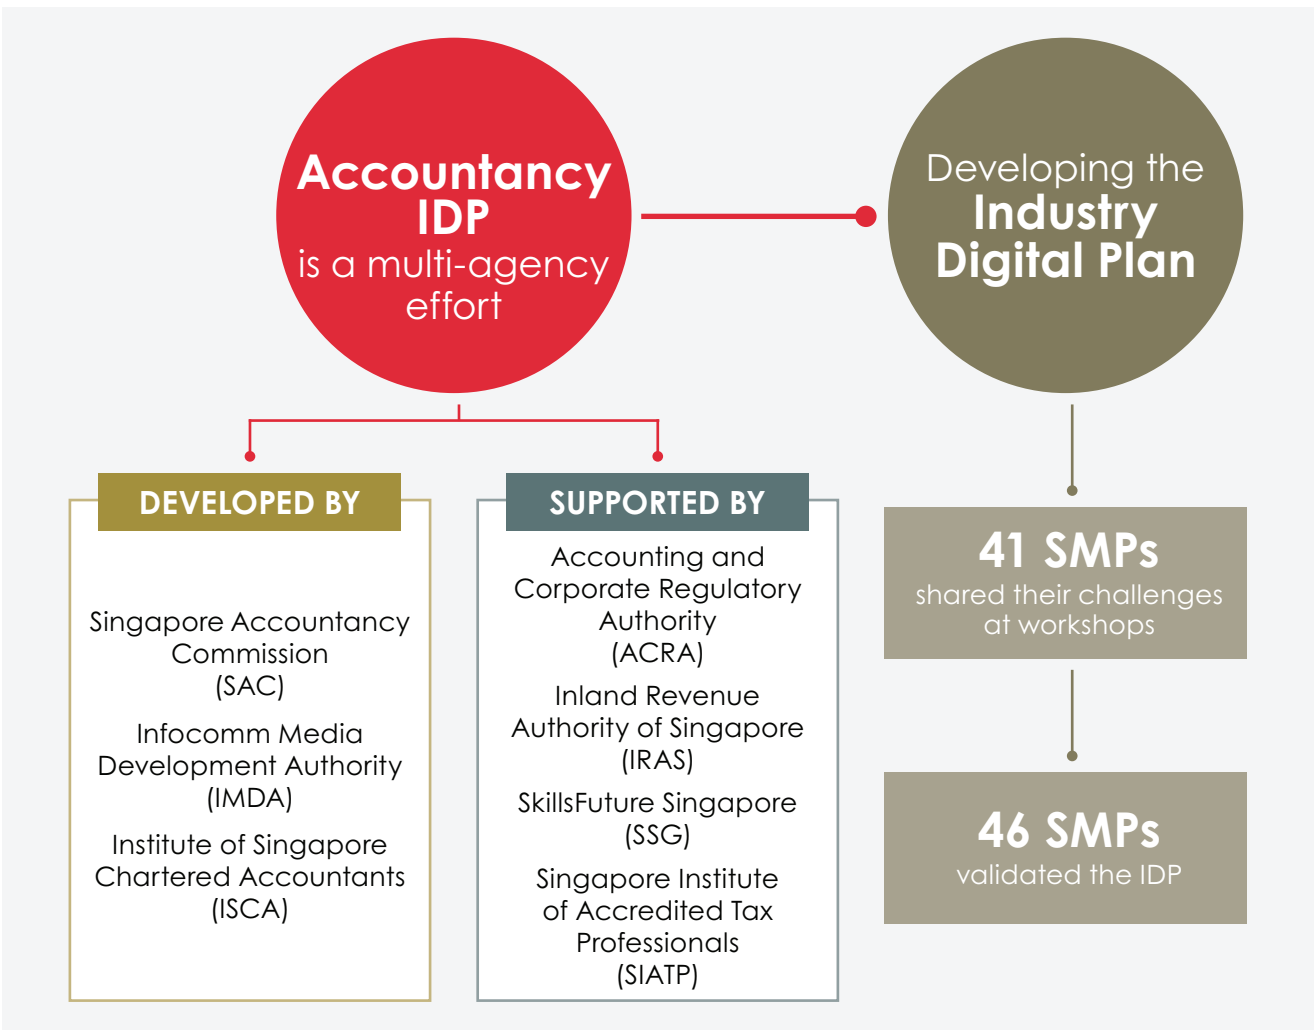 Accountancy
IDP
is a multi-agency
effort
Developing the
Industry
Digital Plan
DEVELOPED BY
Singapore Accountancy
Commission
(SAC)
Infocomm Media
Development Authority
(IMDA)
Institute of Singapore
Chartered Accountants
(ISCA)
SUPPORTED BY
Accounting and
Corporate Regulatory
Authority
(ACRA)
Inland Revenue
Authority of Singapore
(IRAS)
SkillsFuture Singapore
(SSG)
Singapore Institute
of Accredited Tax
Professionals
(SIATP)
41 SMPs
shared their challenges
at workshops
46 SMPs
validated the IDP